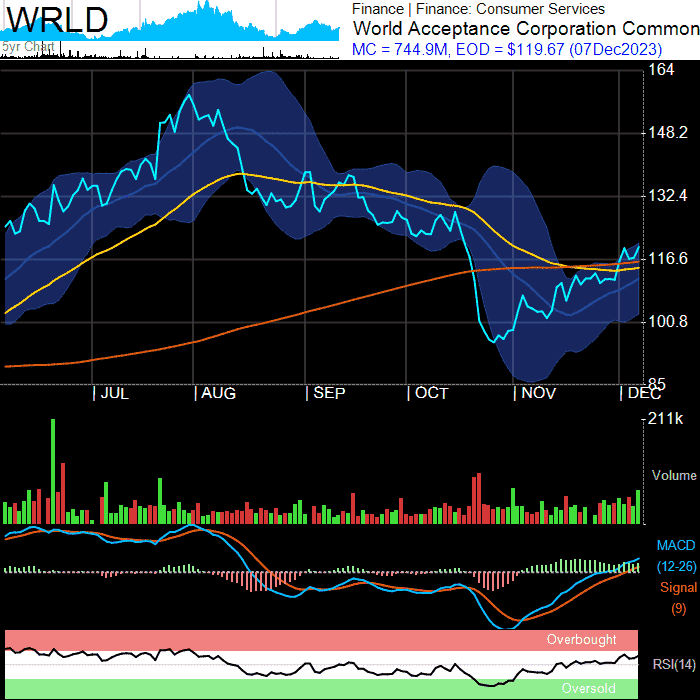 WRLD
5yr Chart
Finance | Finance: Consumer Services
World Acceptance Corporation Common
MC = 744.9M, EOD = $119.67 (07Dec2023)
164
148.2
132.4
116.6
100.8
85
| JUL | AUG | SEP | OCT | NOV | DEC
211k
Volume
MACD
(12-26)
Signal
(9)
Overbought
RSI(14)
Oversold